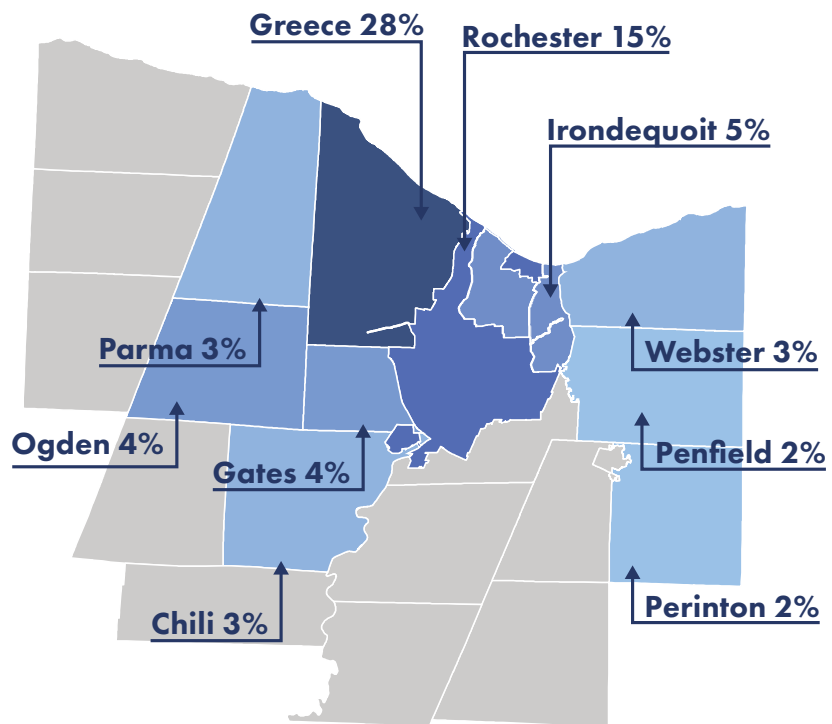 Greece 28%
Rochester 15%
Irondequoit 5%
Parma 3%
Webster 3%
Ogden 4%
Gates 4%
Penfield 2%
Chili 3%
Perinton 2%